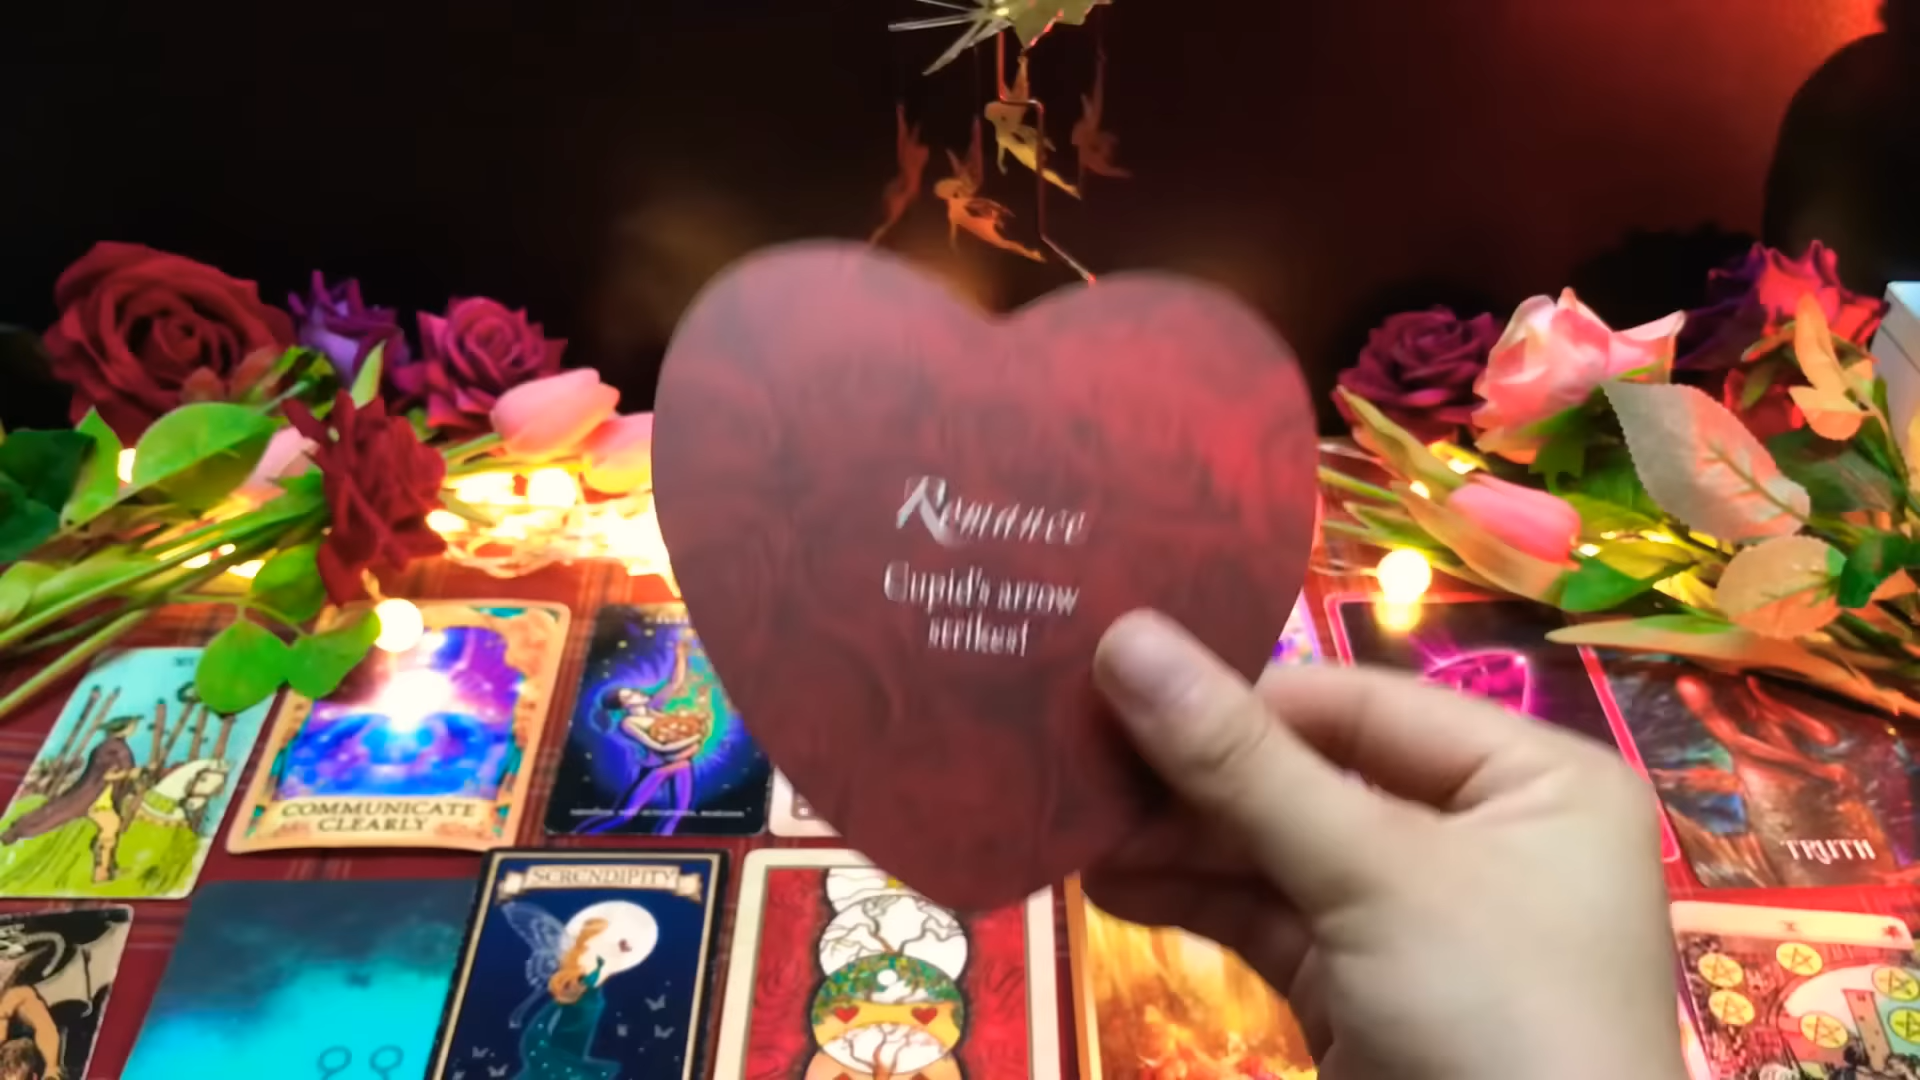 Romance
Cupid's arrow
strikes!
COMMUNICATE
CLEARLY
TRUTH
SERENDIPITY
X